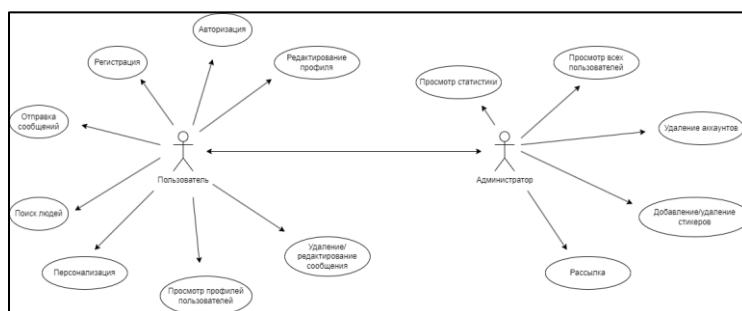 Авторизация
Регистрация
Редактирование
профиля
Отправка
сообщений
Пользователь
Поиск людей
Персонализация
Просмотр профилей
пользователей
Удаление/
редактирование
сообщения
Просмотр статистики
Просмотр всех
пользователей
Удаление аккаунтов
Администратор
Добавление/удаление
стикеров
Рассылка